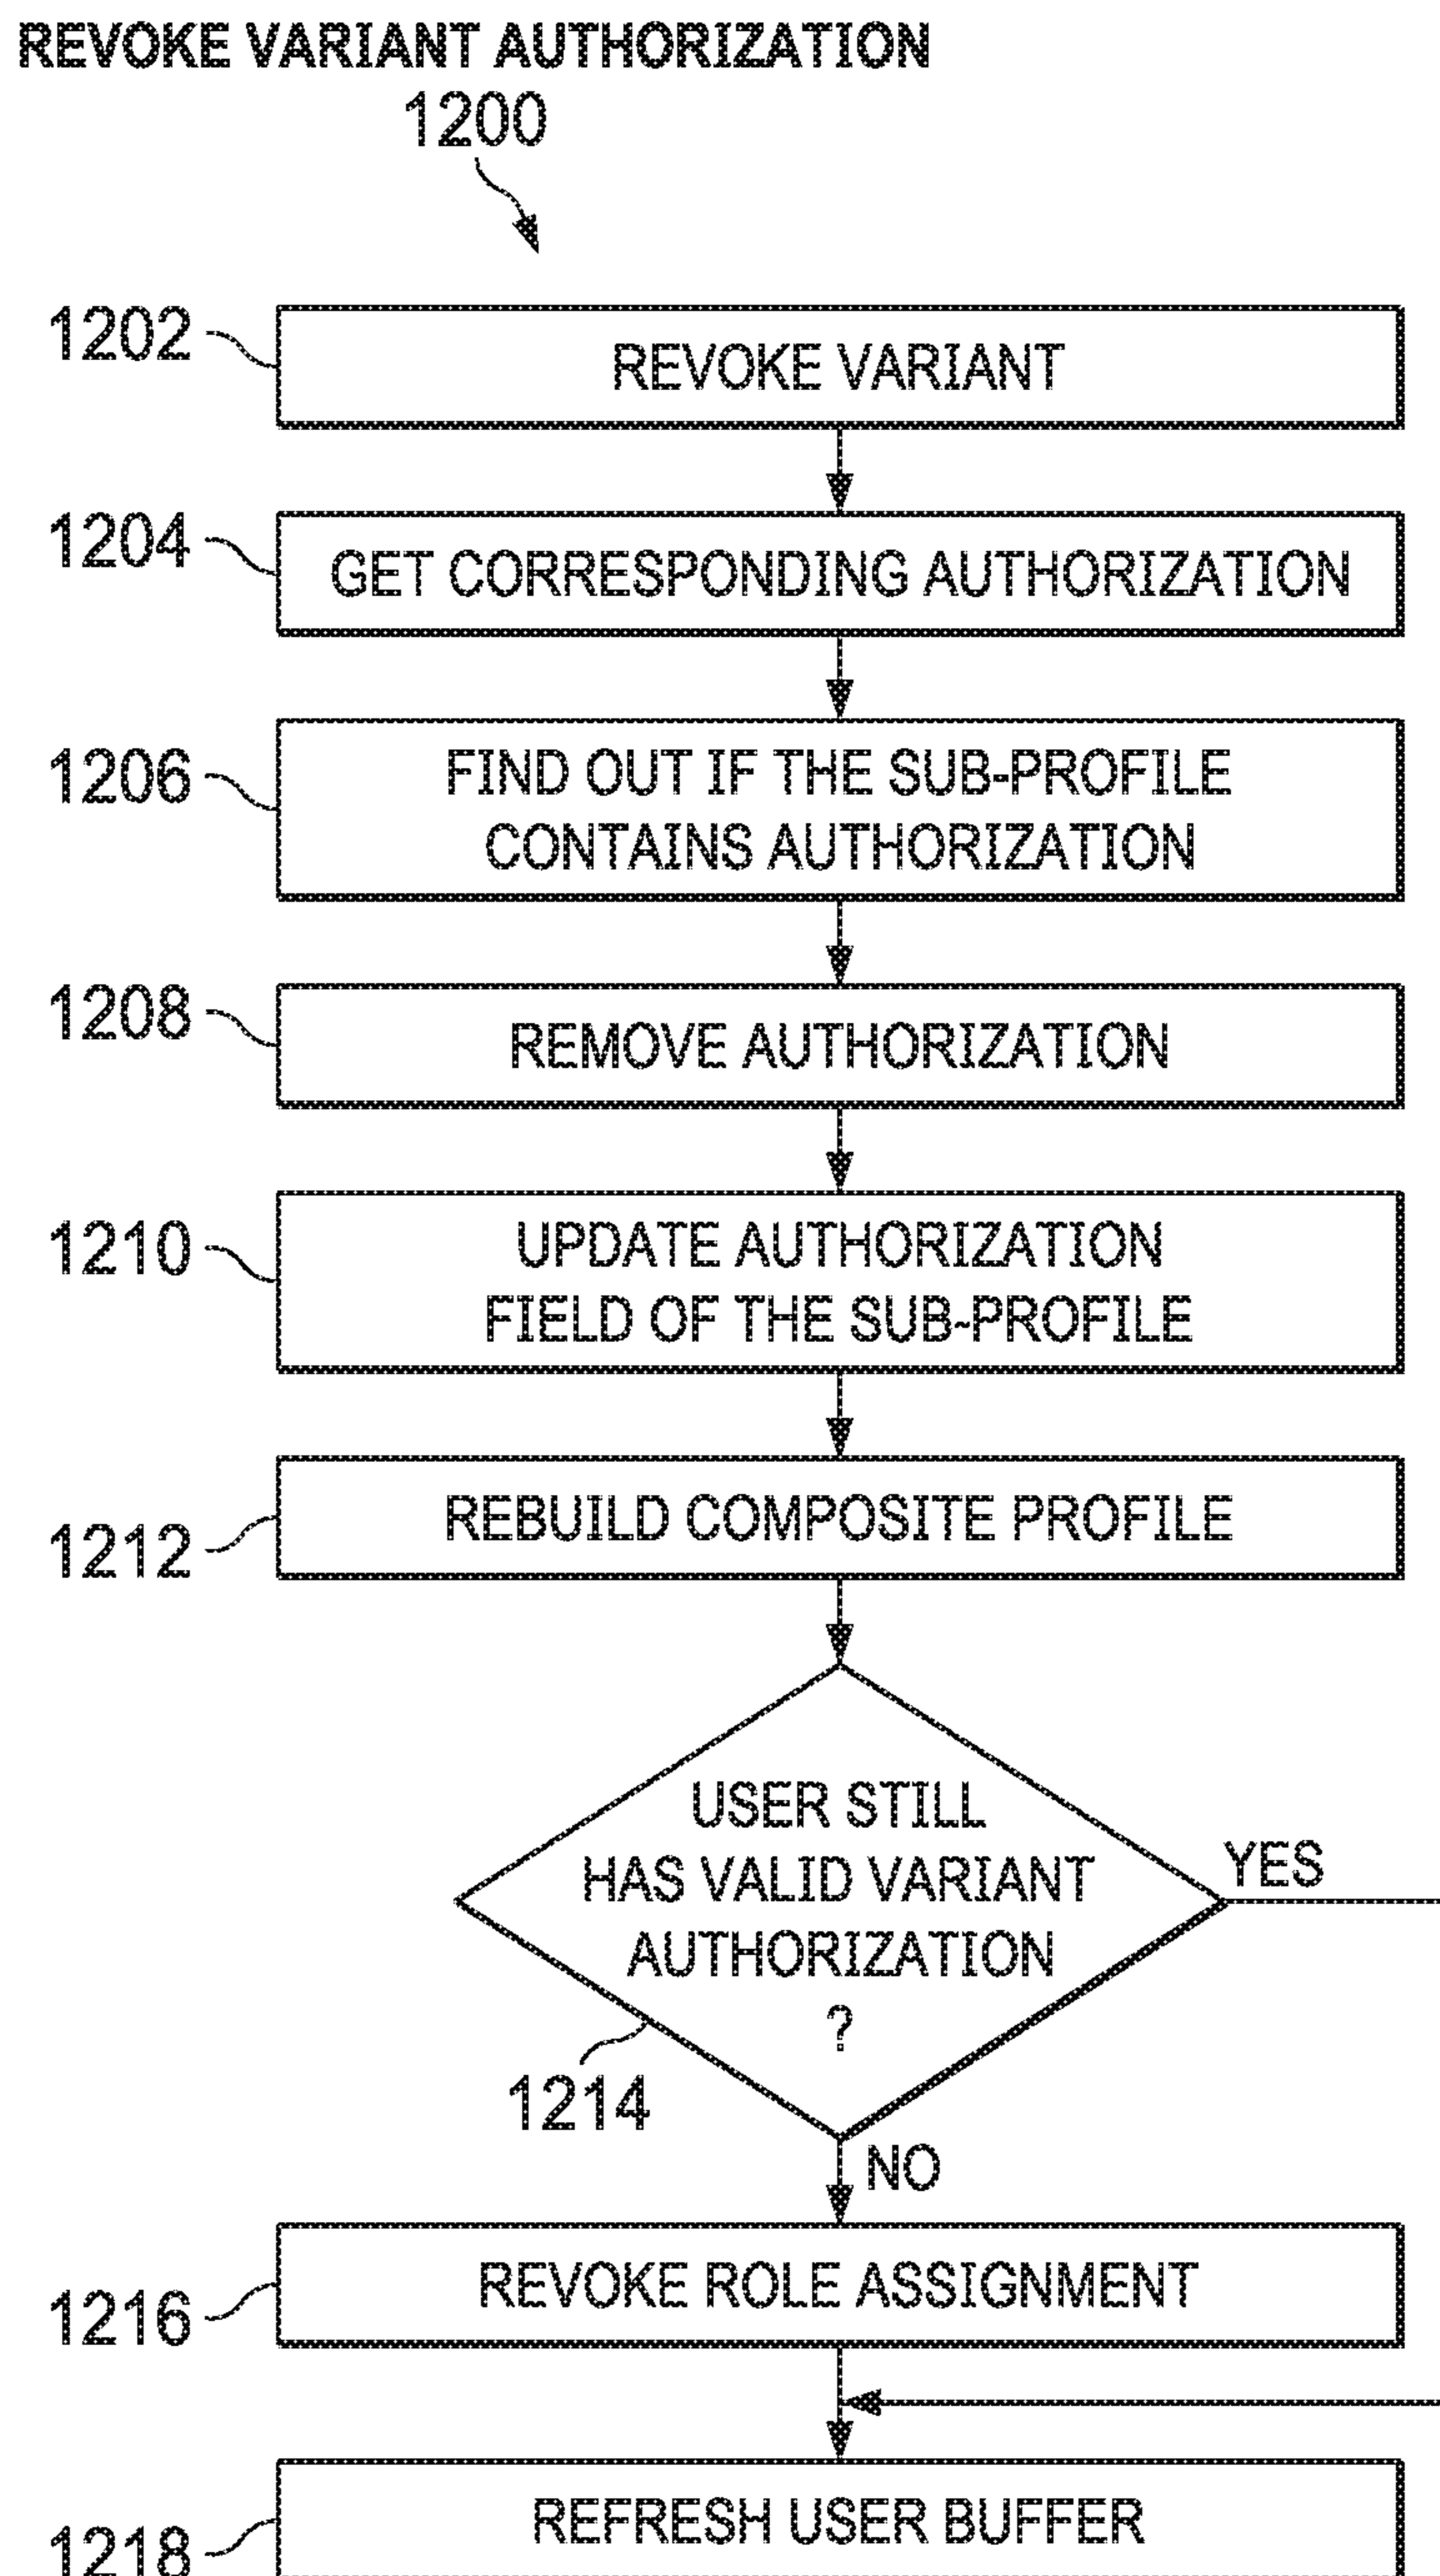 REVOKE VARIANT AUTHORIZATION
1200
1202
REVOKE VARIANT
1204
GET CORRESPONDING AUTHORIZATION
1206
FIND OUT IF THE SUB-PROFILE
CONTAINS AUTHORIZATION
1208
REMOVE AUTHORIZATION
1210
UPDATE AUTHORIZATION
FIELD OF THE SUB-PROFILE
1212
REBUILD COMPOSITE PROFILE
USER STILL
HAS VALID VARIANT
AUTHORIZATION
?
YES
1214
NO
1216
REVOKE ROLE ASSIGNMENT
1218
REFRESH USER BUFFER